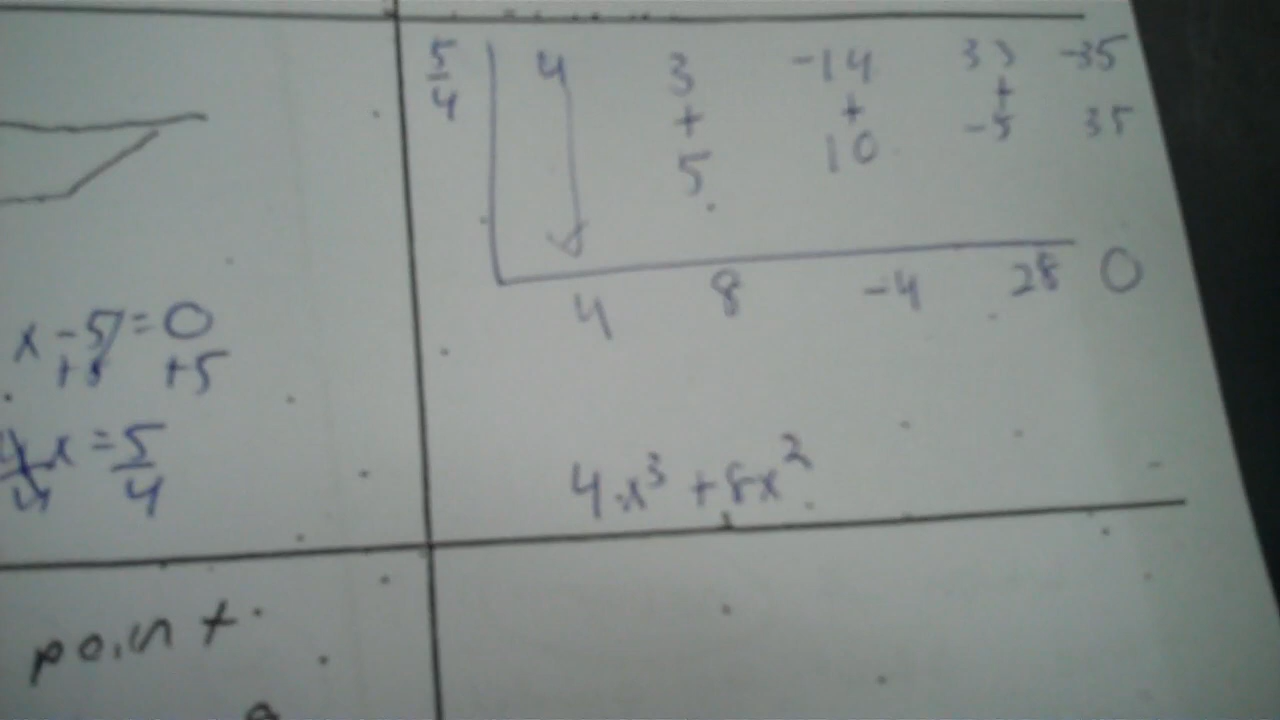 5/4 | 4 3 -14 33 -35
+ + +
5 10 -5 35
4 8 -4 28 0
x - 5 = 0
+5 +5
4x/4 = 5/4
4x³ + 8x²
point.